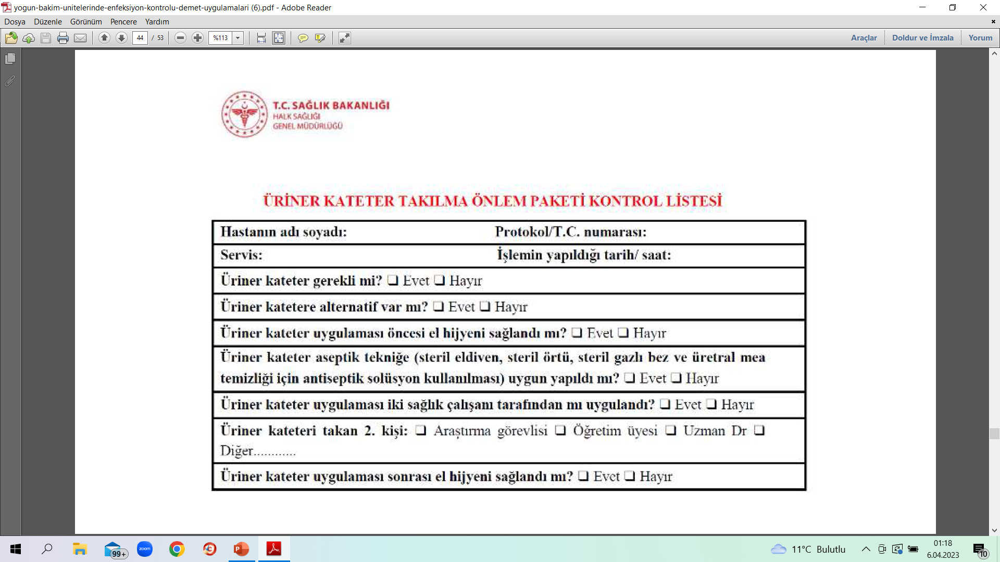 yogun-bakim-unitelerinde-enfeksiyon-kontrolu-demet-uygulamalari (6).pdf - Adobe Reader
Dosya Düzenle Görünüm Pencere Yardım
44 / 53 %113 Araçlar Doldur ve İmzala Yorum
T.C. SAĞLIK BAKANLIĞI
HALK SAĞLIĞI
GENEL MÜDÜRLÜĞÜ
ÜRİNER KATETER TAKILMA ÖNLEM PAKETİ KONTROL LİSTESİ
Hastanın adı soyadı: Protokol/T.C. numarası:
Servis: İşlemin yapıldığı tarih/ saat:
Üriner kateter gerekli mi? ❑ Evet ❑ Hayır
Üriner katetere alternatif var mı? ❑ Evet ❑ Hayır
Üriner kateter uygulaması öncesi el hijyeni sağlandı mı? ❑ Evet ❑ Hayır
Üriner kateter aseptik tekniğe (steril eldiven, steril örtü, steril gazlı bez ve üretral mea
temizliği için antiseptik solüsyon kullanılması) uygun yapıldı mı? ❑ Evet ❑ Hayır
Üriner kateter uygulaması iki sağlık çalışanı tarafından mı uygulandı? ❑ Evet ❑ Hayır
Üriner kateteri takan 2. kişi: ❑ Araştırma görevlisi ❑ Öğretim üyesi ❑ Uzman Dr ❑
Diğer............
Üriner kateter uygulaması sonrası el hijyeni sağlandı mı? ❑ Evet ❑ Hayır
99+ zoom 11°C Bulutlu 01:18
6.04.2023 10